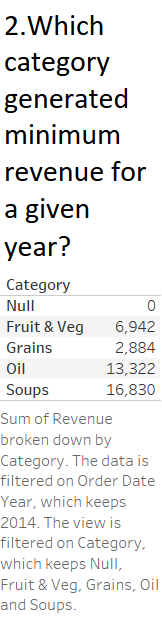 2.Which
category
generated
minimum
revenue for
a given
year?
Category
Null 0
Fruit & Veg 6,942
Grains 2,884
Oil 13,322
Soups 16,830
Sum of Revenue
broken down by
Category. The data is
filtered on Order Date
Year, which keeps
2014. The view is
filtered on Category,
which keeps Null,
Fruit & Veg, Grains, Oil
and Soups.